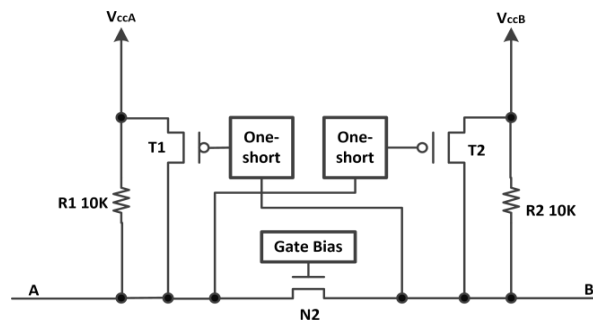 VccA
VccB
One-
short
One-
short
T1
T2
R1 10K
R2 10K
Gate Bias
A
B
N2